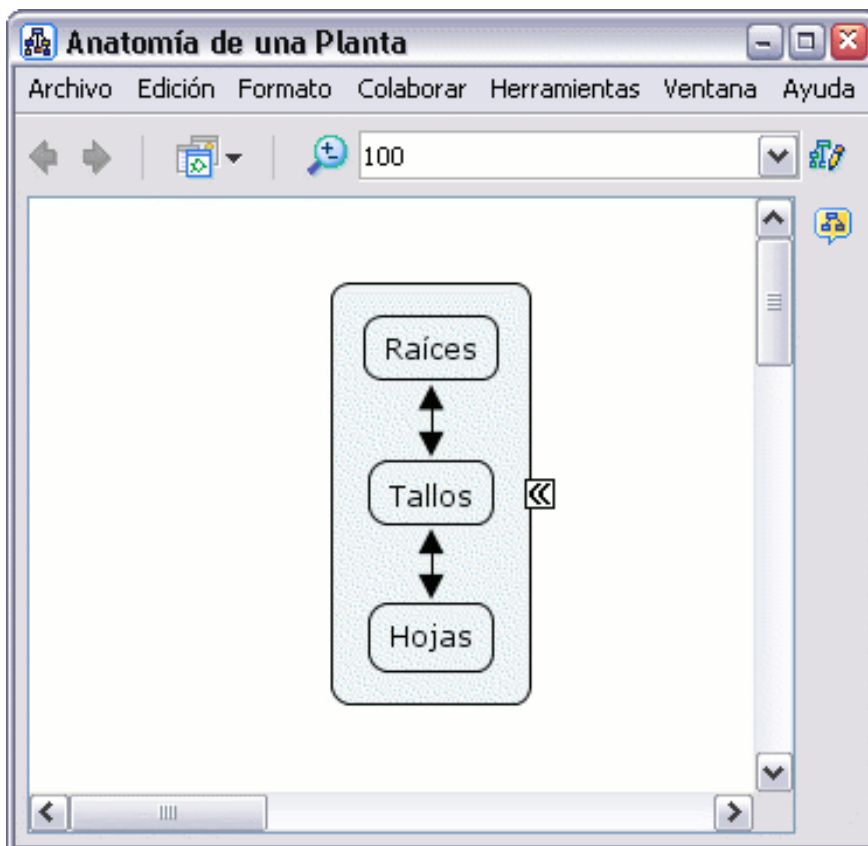 Anatomía de una Planta
Archivo Edición Formato Colaborar Herramientas Ventana Ayuda
100
Raíces
Tallos
Hojas